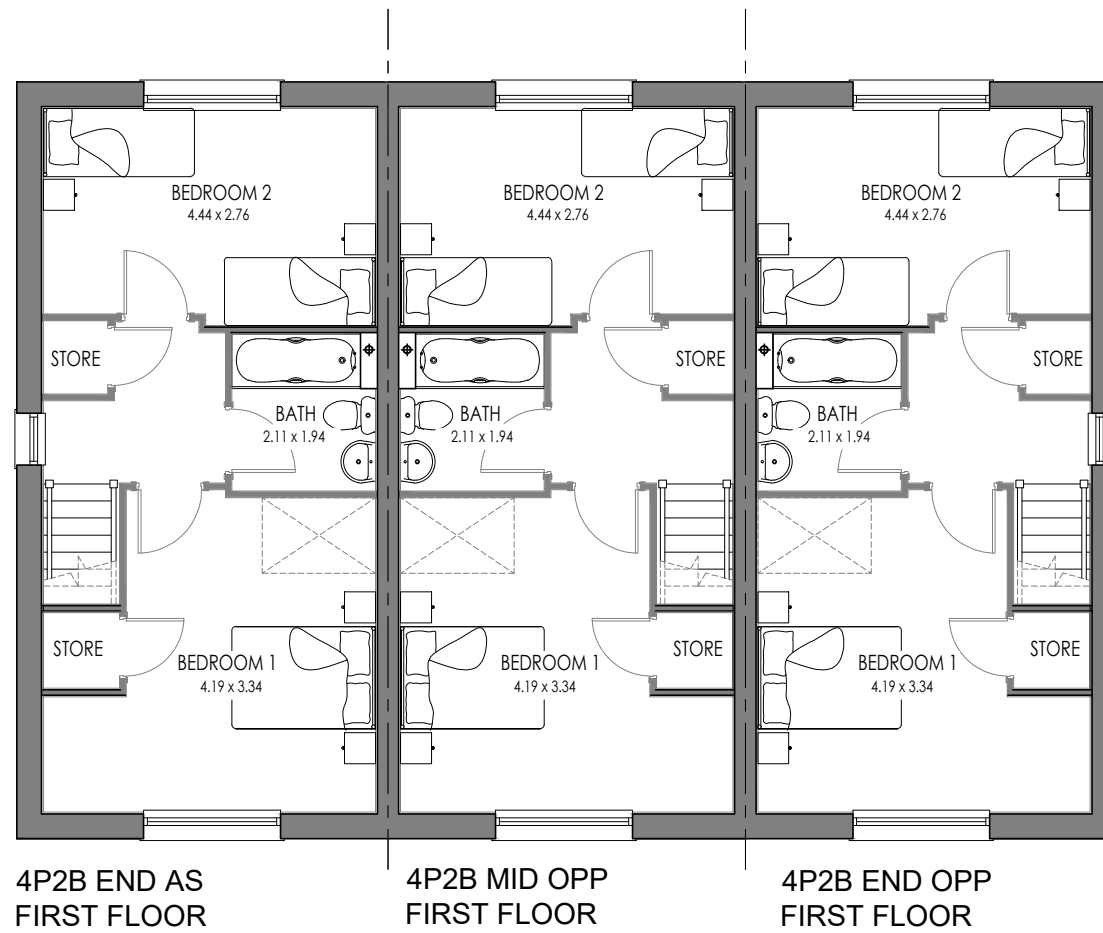 BEDROOM 2
4.44 x 2.76
BEDROOM 2
4.44 x 2.76
BEDROOM 2
4.44 x 2.76
STORE
STORE
STORE
BATH
2.11 x 1.94
BATH
2.11 x 1.94
BATH
2.11 x 1.94
STORE
BEDROOM 1
4.19 x 3.34
BEDROOM 1
4.19 x 3.34
STORE
BEDROOM 1
4.19 x 3.34
STORE
4P2B END AS
FIRST FLOOR
4P2B MID OPP
FIRST FLOOR
4P2B END OPP
FIRST FLOOR